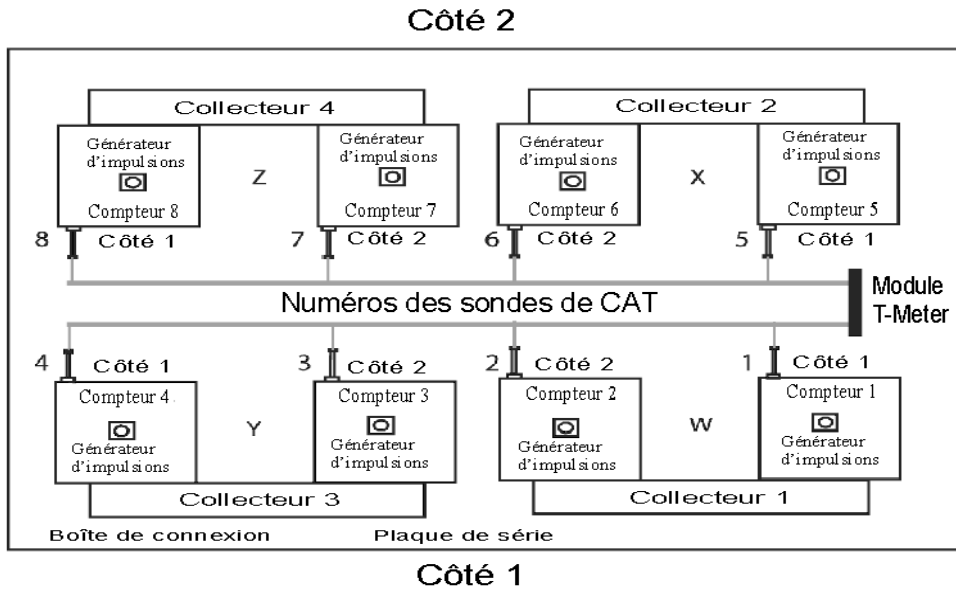 Côté 2
Collecteur 4
Collecteur 2
Générateur
d'impulsions
Compteur 8
Z
Générateur
d'impulsions
Compteur 7
Générateur
d'impulsions
Compteur 6
X
Générateur
d'impulsions
Compteur 5
8
Côté 1
7
Côté 2
6
Côté 2
5
Côté 1
Numéros des sondes de CAT
Module
T-Meter
4
Côté 1
3
Côté 2
2
Côté 2
1
Côté 1
Compteur 4
Générateur
d'impulsions
Y
Compteur 3
Générateur
d'impulsions
Compteur 2
Générateur
d'impulsions
W
Compteur 1
Générateur
d'impulsions
Collecteur 3
Collecteur 1
Boîte de connexion
Plaque de série
Côté 1